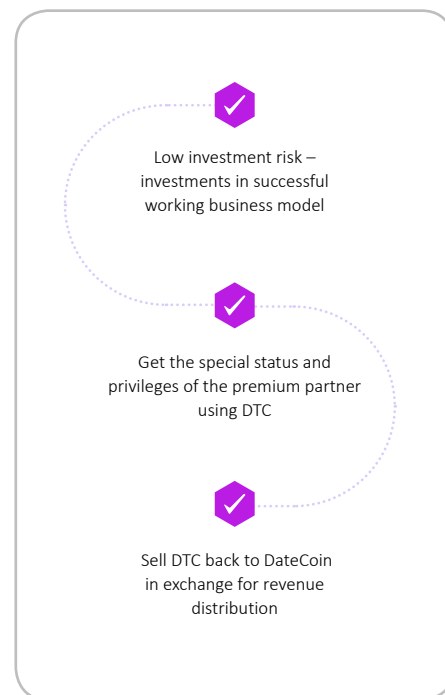 Low investment risk –
investments in successful
working business model
Get the special status and
privileges of the premium partner
using DTC
Sell DTC back to DateCoin
in exchange for revenue
distribution